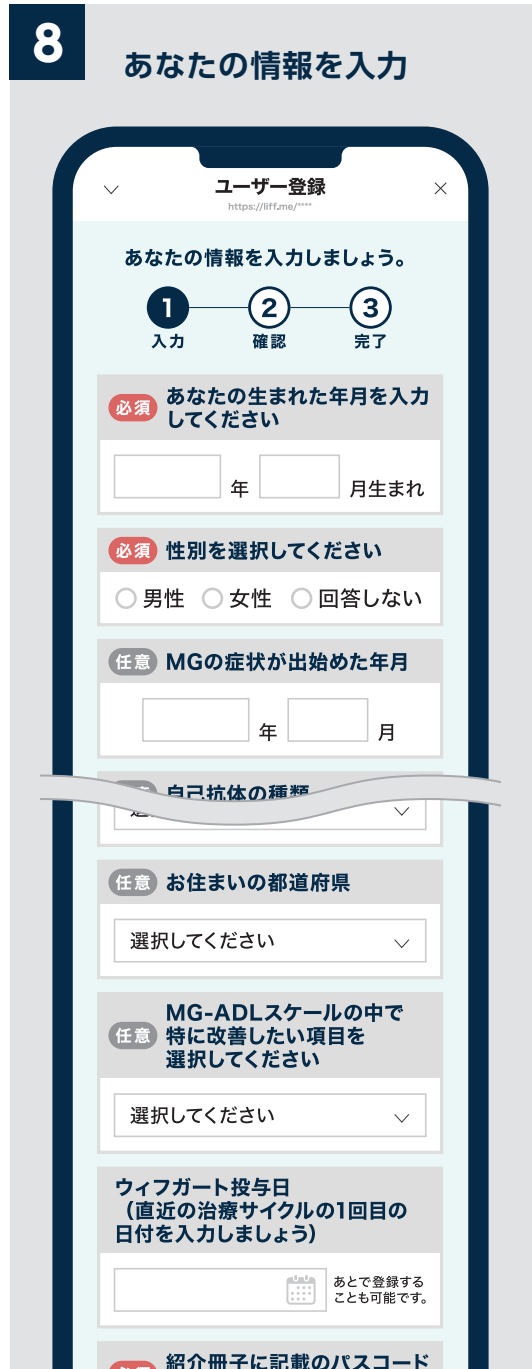 8
あなたの情報を入力
ユーザー登録
https://liff.me/****
あなたの情報を入力しましょう。
1 2 3
入力 確認 完了
必須 あなたの生まれた年月を入力
してください
年 月生まれ
必須 性別を選択してください
男性 女性 回答しない
任意 MGの症状が出始めた年月
年 月
自己抗体の種類
任意 お住まいの都道府県
選択してください
MG-ADLスケールの中で
任意 特に改善したい項目を
選択してください
選択してください
ウィフガート投与日
（直近の治療サイクルの1回目の
日付を入力しましょう）
あとで登録する
ことも可能です。
必須 紹介冊子に記載のパスコード